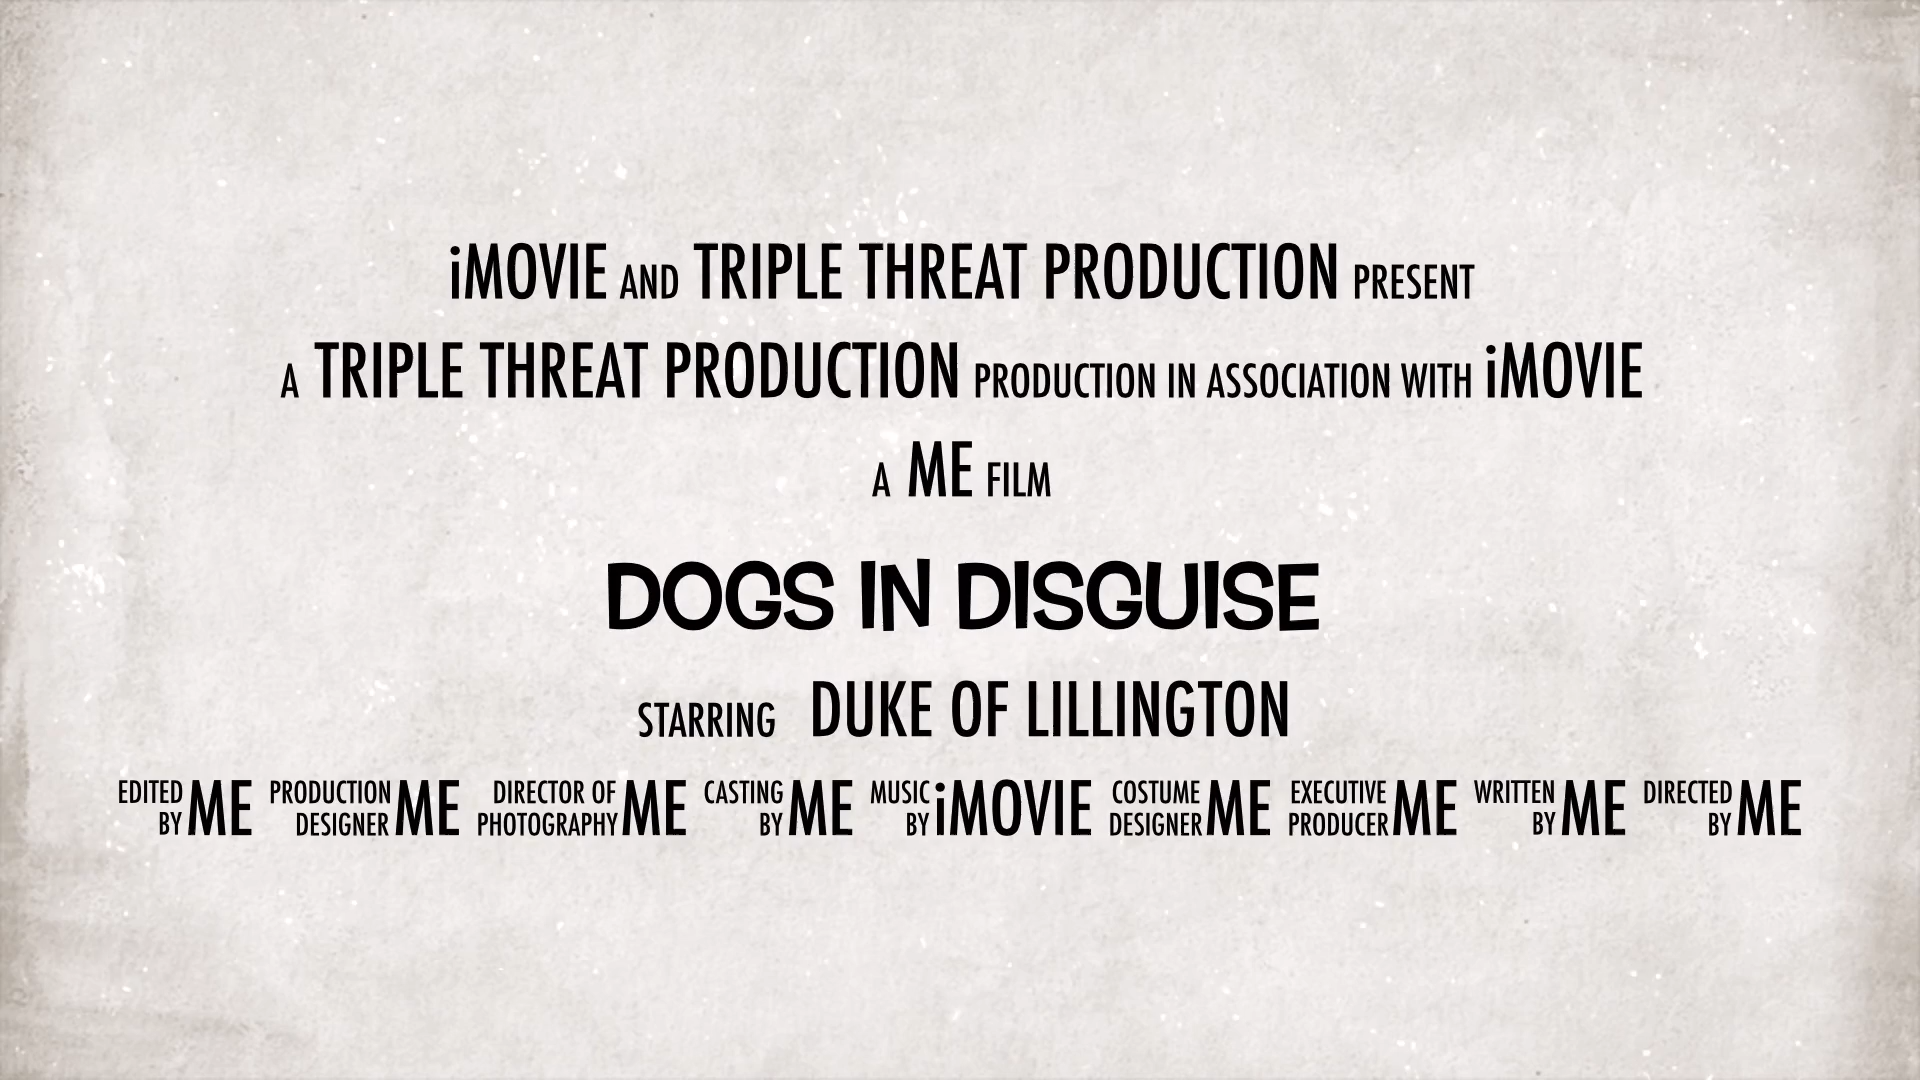 iMOVIE AND TRIPLE THREAT PRODUCTION PRESENT
A TRIPLE THREAT PRODUCTION PRODUCTION IN ASSOCIATION WITH iMOVIE
A ME FILM
DOGS IN DISGUISE
STARRING DUKE OF LILLINGTON
EDITED BY ME PRODUCTION DESIGNER ME DIRECTOR OF PHOTOGRAPHY ME CASTING BY ME MUSIC BY iMOVIE COSTUME DESIGNER ME EXECUTIVE PRODUCER ME WRITTEN BY ME DIRECTED BY ME